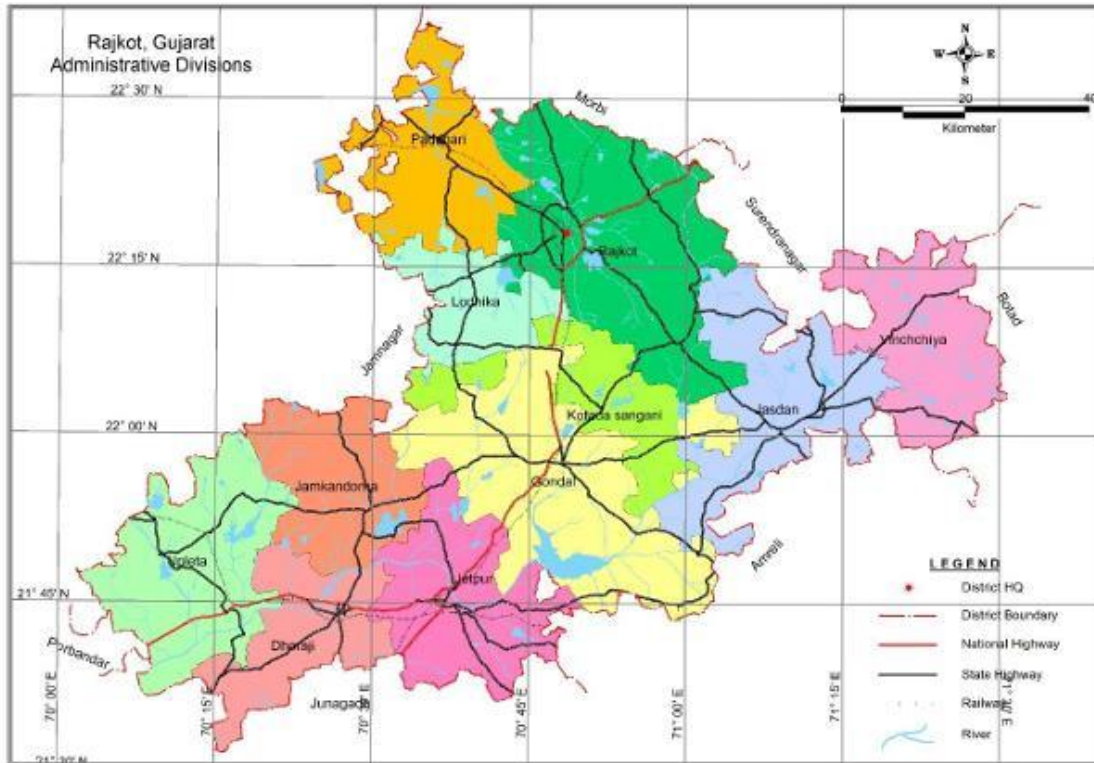 Rajkot, Gujarat
Administrative Divisions
N
W E
S
22° 30' N
Morbi
0 20 40
Kilometer
Paddhari
Surendranagar
Rajkot
22° 15' N
Lodhika
Botad
Jamnagar
Vinchchiya
Jasdan
Kotada sangani
22° 00' N
Gondal
Jamkandorna
Amreli
Upleta
Jetpur
21° 45' N
Dhoraji
Porbandar
Junagadh
LEGEND
District HQ
District Boundary
National Highway
State Highway
Railway
River
70° 00' E
70° 15' E
70° 30' E
70° 45' E
71° 00' E
71° 15' E
71° 30' E
21° 30' N